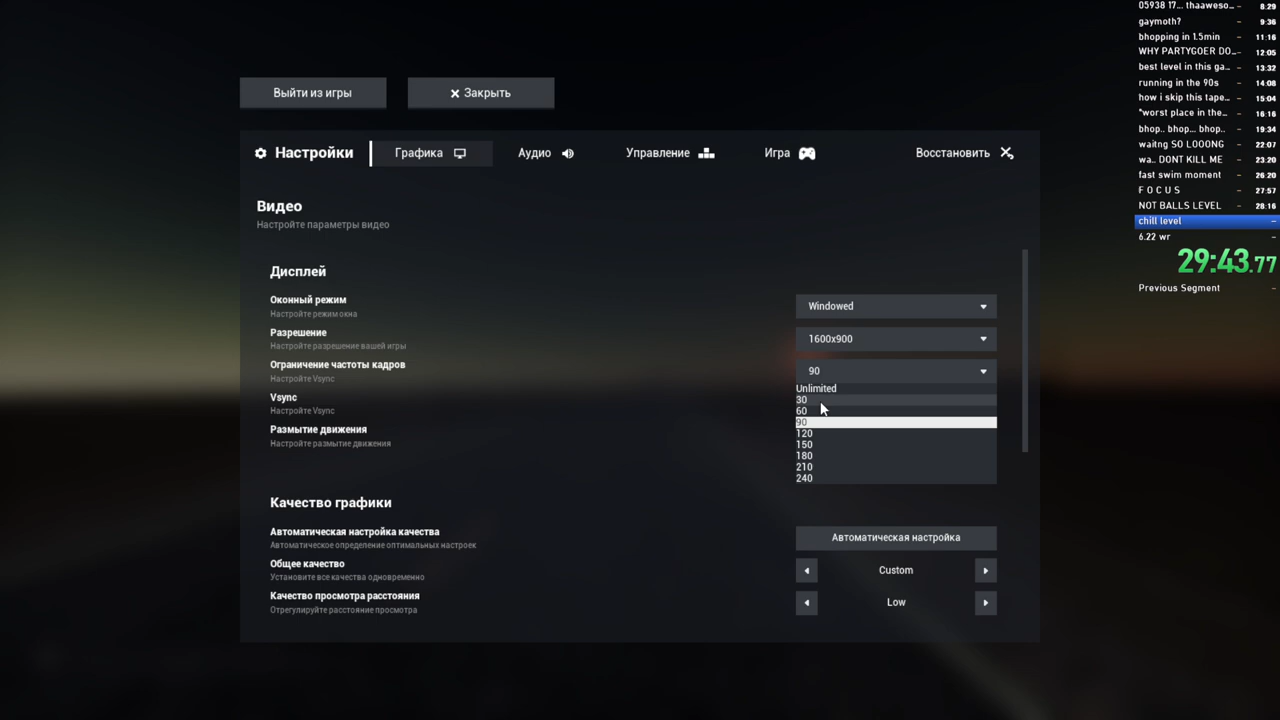 Выйти из игры
Закрыть
Настройки
Графика
Аудио
Управление
Игра
Восстановить
Видео
Настройте параметры видео
Дисплей
Оконный режим
Настройте режим окна
Windowed
Разрешение
Настройте разрешение вашей игры
1600x900
Ограничение частоты кадров
Настройте Vsync
90
Unlimited
30
60
90
120
150
180
210
240
Vsync
Настройте Vsync
Размытие движения
Настройте размытие движения
Качество графики
Автоматическая настройка качества
Автоматическое определение оптимальных настроек
Автоматическая настройка
Общее качество
Установите все качества одновременно
Custom
Качество просмотра расстояния
Отрегулируйте расстояние просмотра
Low
05938 17... thaaweso... – 8:29
gaymoth? – 9:36
bhopping in 1.5min – 11:16
WHY PARTYGOER DO... – 12:05
best level in this ga... – 13:32
running in the 90s – 14:08
how i skip this tape... – 15:04
*worst place in the... – 16:16
bhop.. bhop... bhop.. – 19:34
waitng SO LOOONG – 22:07
wa.. DONT KILL ME – 23:20
fast swim moment – 26:20
F O C U S – 27:57
NOT BALLS LEVEL – 28:16
chill level –
6.22 wr –
29:43.77
Previous Segment –